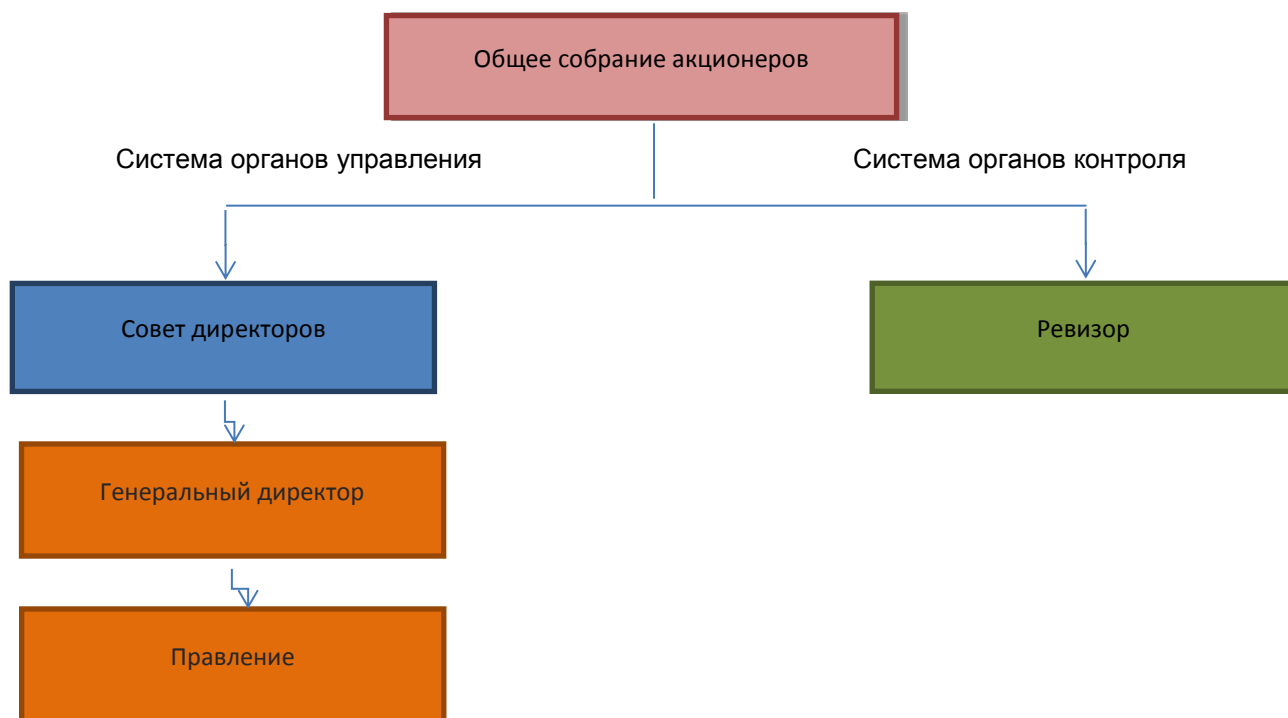 Общее собрание акционеров
Система органов управления
Система органов контроля
Совет директоров
Ревизор
Генеральный директор
Правление